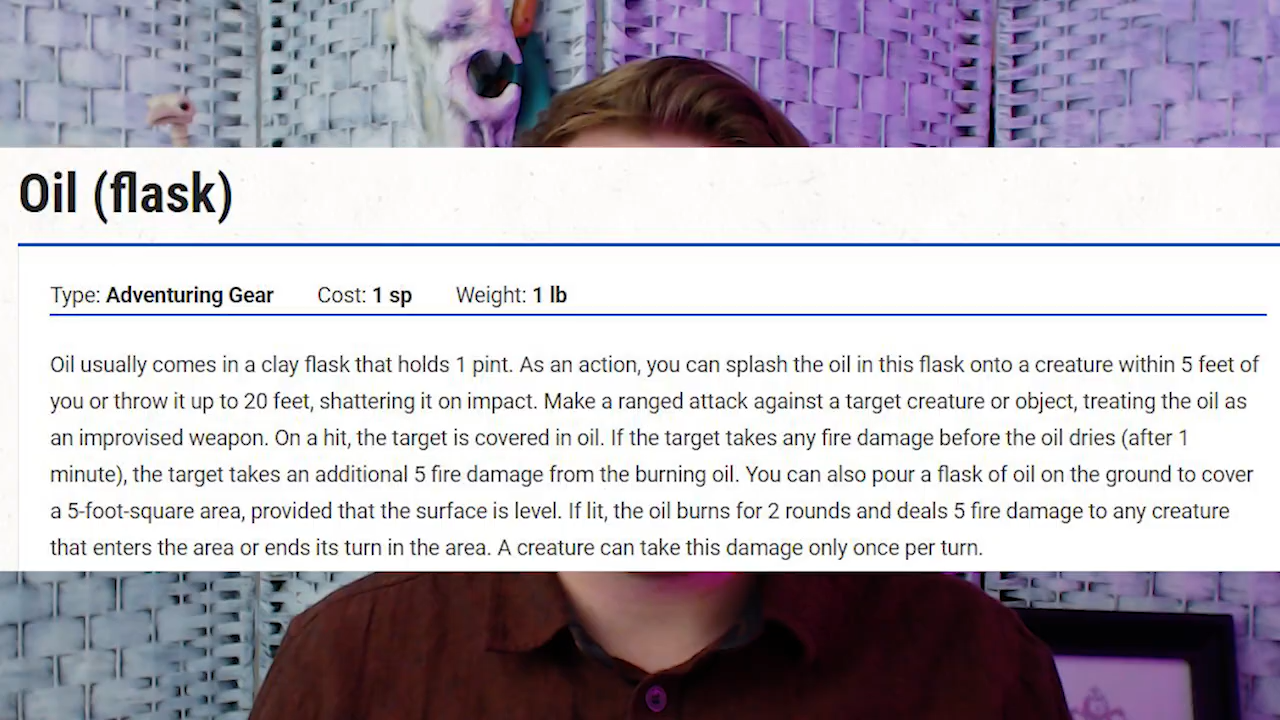 Oil (flask)
Type: Adventuring Gear Cost: 1 sp Weight: 1 lb
Oil usually comes in a clay flask that holds 1 pint. As an action, you can splash the oil in this flask onto a creature within 5 feet of
you or throw it up to 20 feet, shattering it on impact. Make a ranged attack against a target creature or object, treating the oil as
an improvised weapon. On a hit, the target is covered in oil. If the target takes any fire damage before the oil dries (after 1
minute), the target takes an additional 5 fire damage from the burning oil. You can also pour a flask of oil on the ground to cover
a 5-foot-square area, provided that the surface is level. If lit, the oil burns for 2 rounds and deals 5 fire damage to any creature
that enters the area or ends its turn in the area. A creature can take this damage only once per turn.